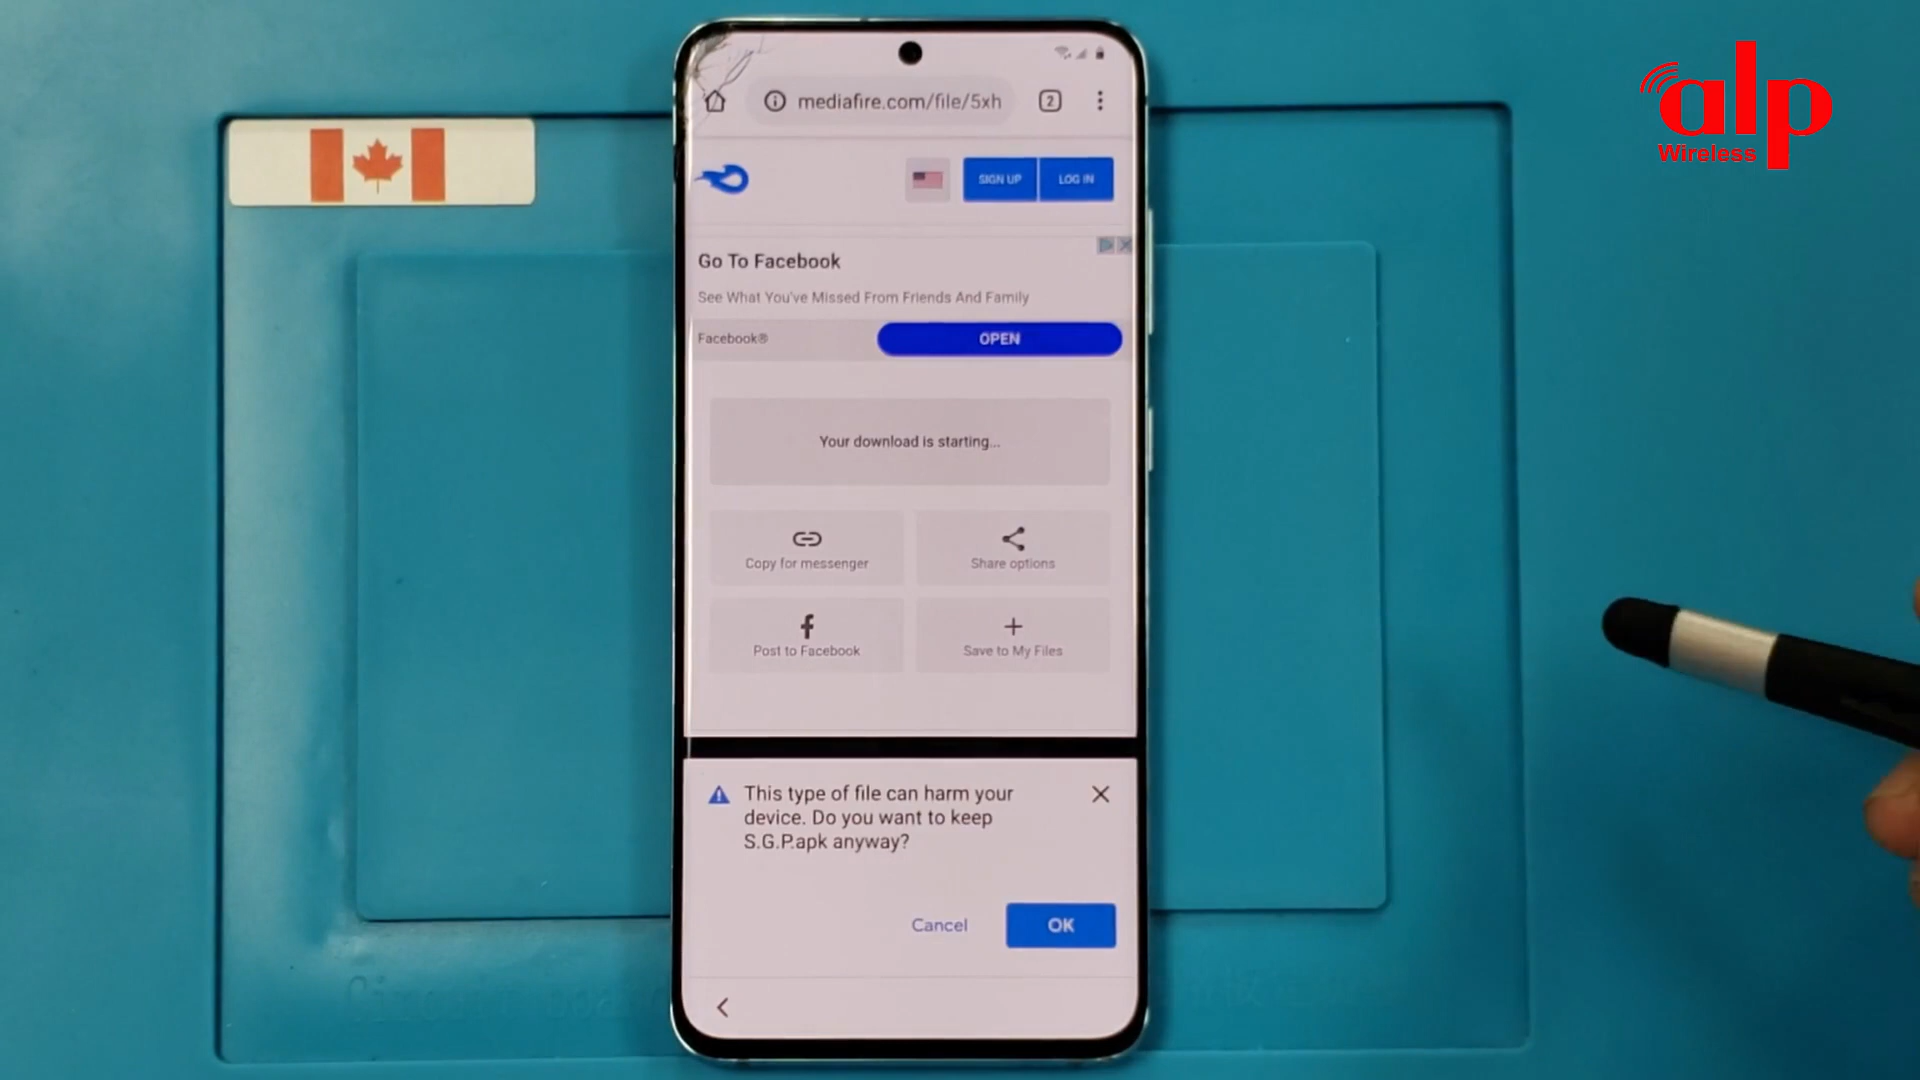 alp
Wireless
mediafire.com/file/5xh
2
SIGN UP
LOG IN
Go To Facebook
See What You've Missed From Friends And Family
Facebook®
OPEN
Your download is starting...
Copy for messenger
Share options
Post to Facebook
Save to My Files
This type of file can harm your
device. Do you want to keep
S.G.P.apk anyway?
Cancel
OK